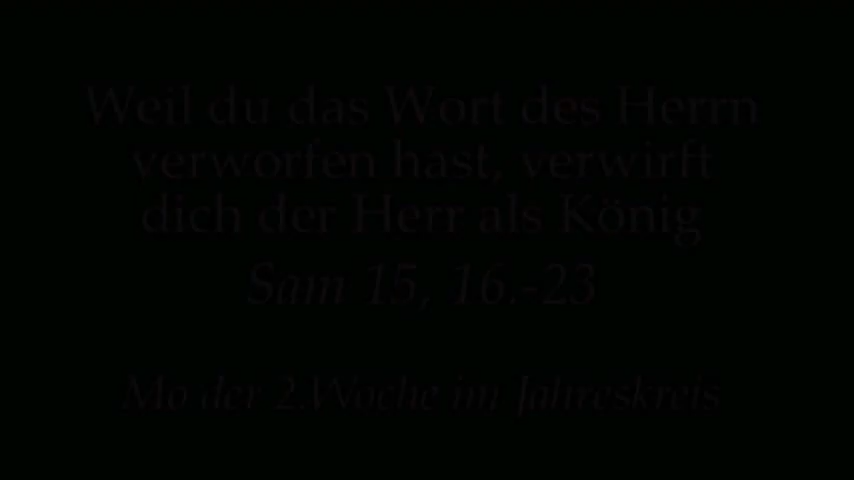 Weil du das Wort des Herrn
verworfen hast, verwirft
dich der Herr als König
Sam 15, 16.-23
Mo der 2.Woche im Jahreskreis